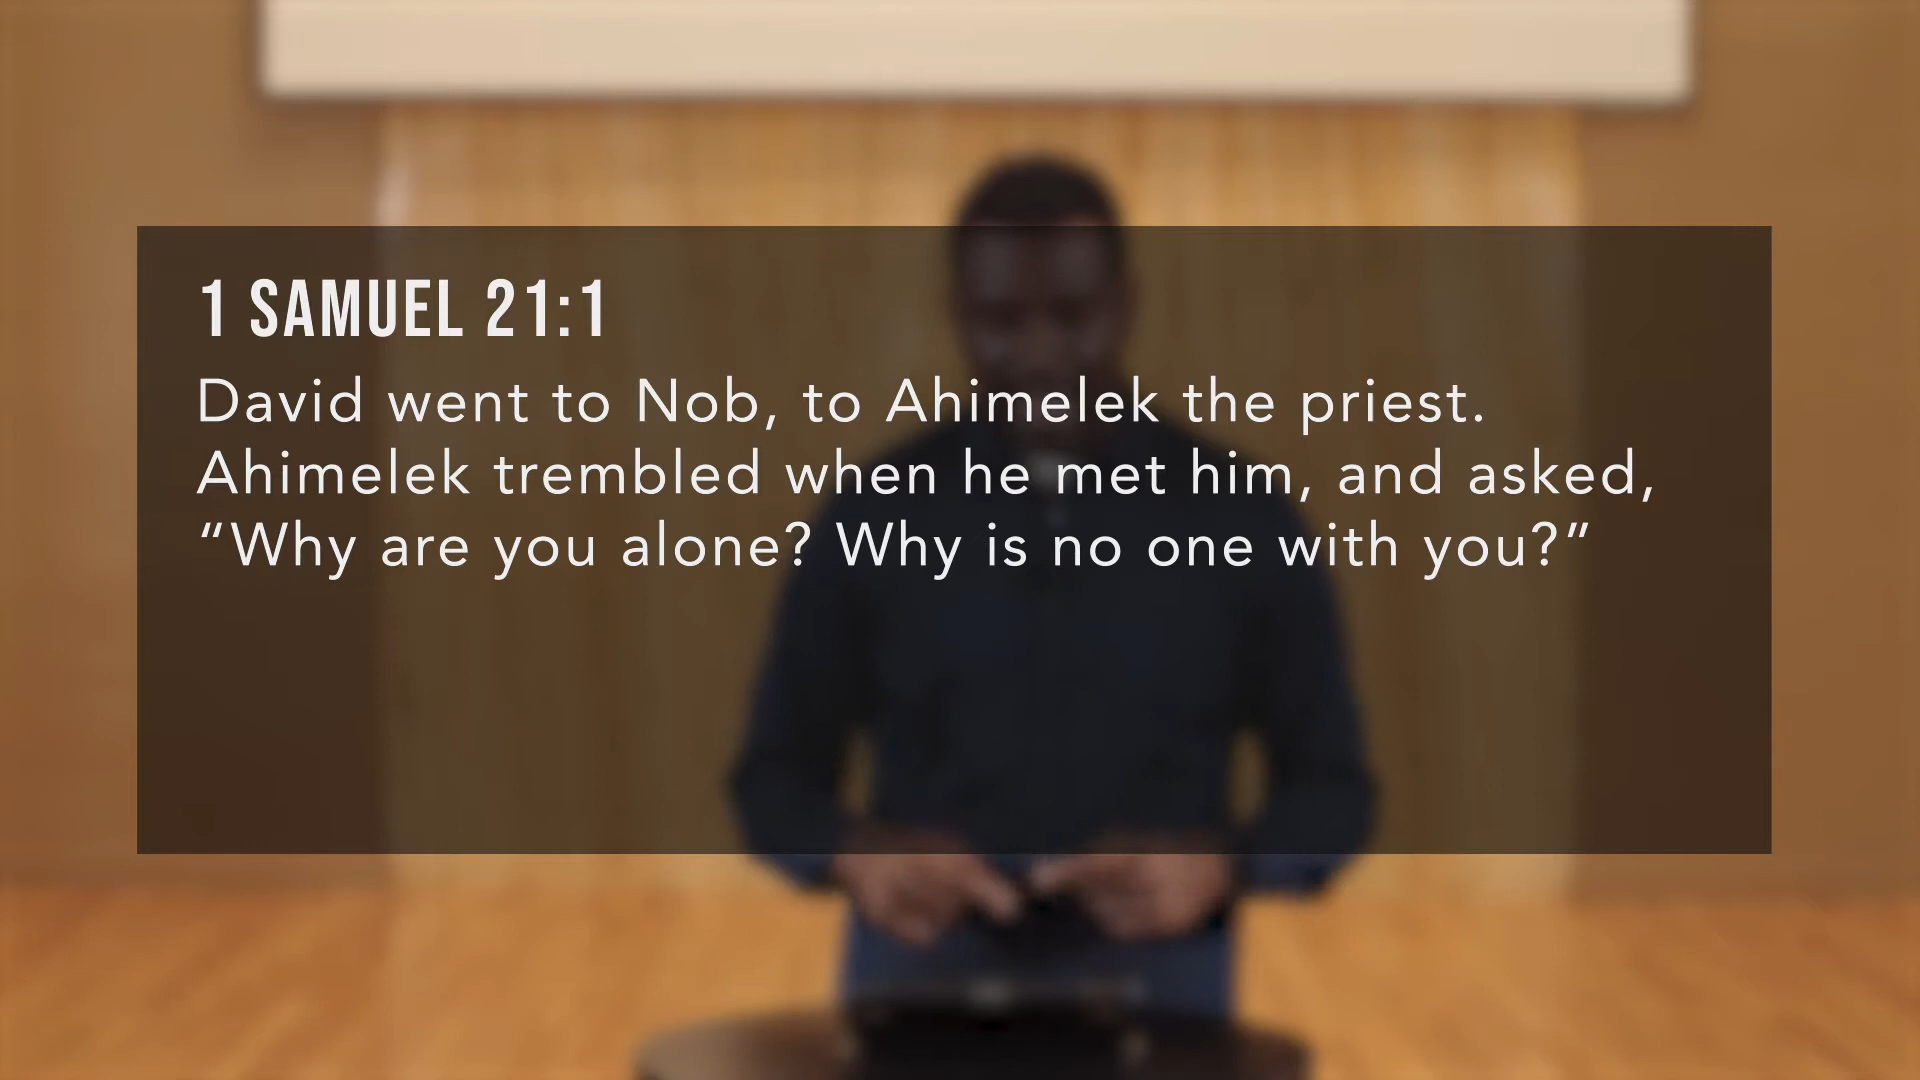 1 SAMUEL 21:1
David went to Nob, to Ahimelek the priest.
Ahimelek trembled when he met him, and asked,
“Why are you alone? Why is no one with you?”